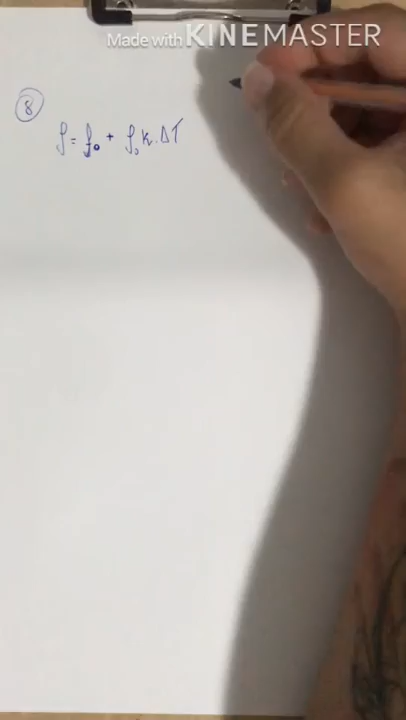 Made with KINEMASTER
8
ρ = ρ₀ + ρ₀ K . ΔT